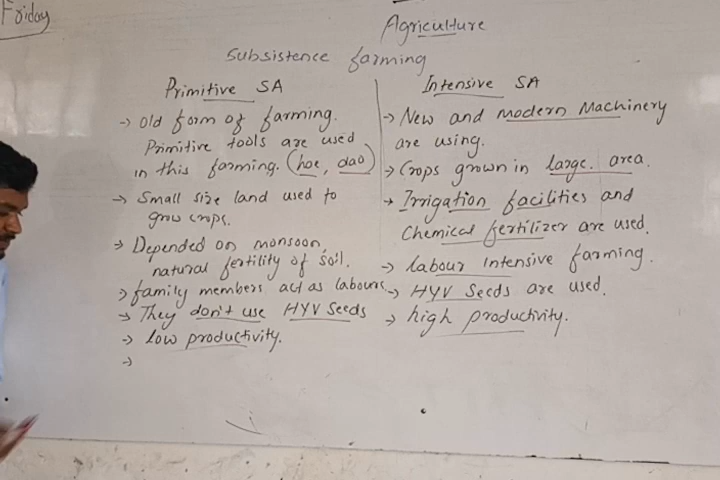 Friday
Agriculture
Subsistence farming
Primitive SA
-> old form of farming.
Primitive tools are used
in this farming. (hoe, dao)
-> Small size land used to
grow crops.
-> Depended on monsoon,
natural fertility of soil.
-> family members act as labours
-> They don't use HYV Seeds
-> low productivity.
->
Intensive SA
-> New and modern Machinery
are using.
-> Crops grown in large area.
-> Irrigation facilities and
Chemical fertilizer are used.
-> labour intensive farming.
-> HYV Seeds are used.
-> high productivity.